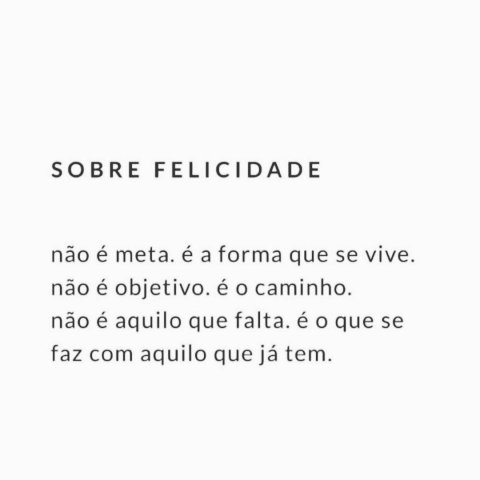 SOBRE FELICIDADE
não é meta. é a forma que se vive.
não é objetivo. é o caminho.
não é aquilo que falta. é o que se
faz com aquilo que já tem.